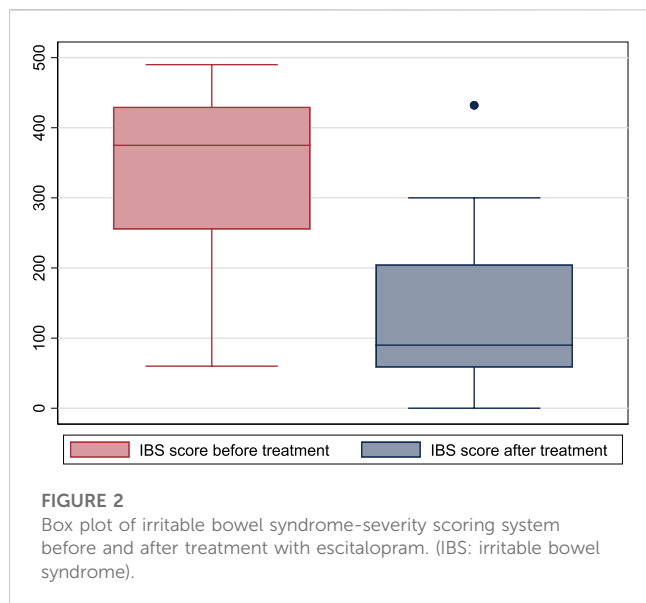 500
400
300
200
100
0
IBS score before treatment IBS score after treatment
FIGURE 2
Box plot of irritable bowel syndrome-severity scoring system
before and after treatment with escitalopram. (IBS: irritable bowel
syndrome).